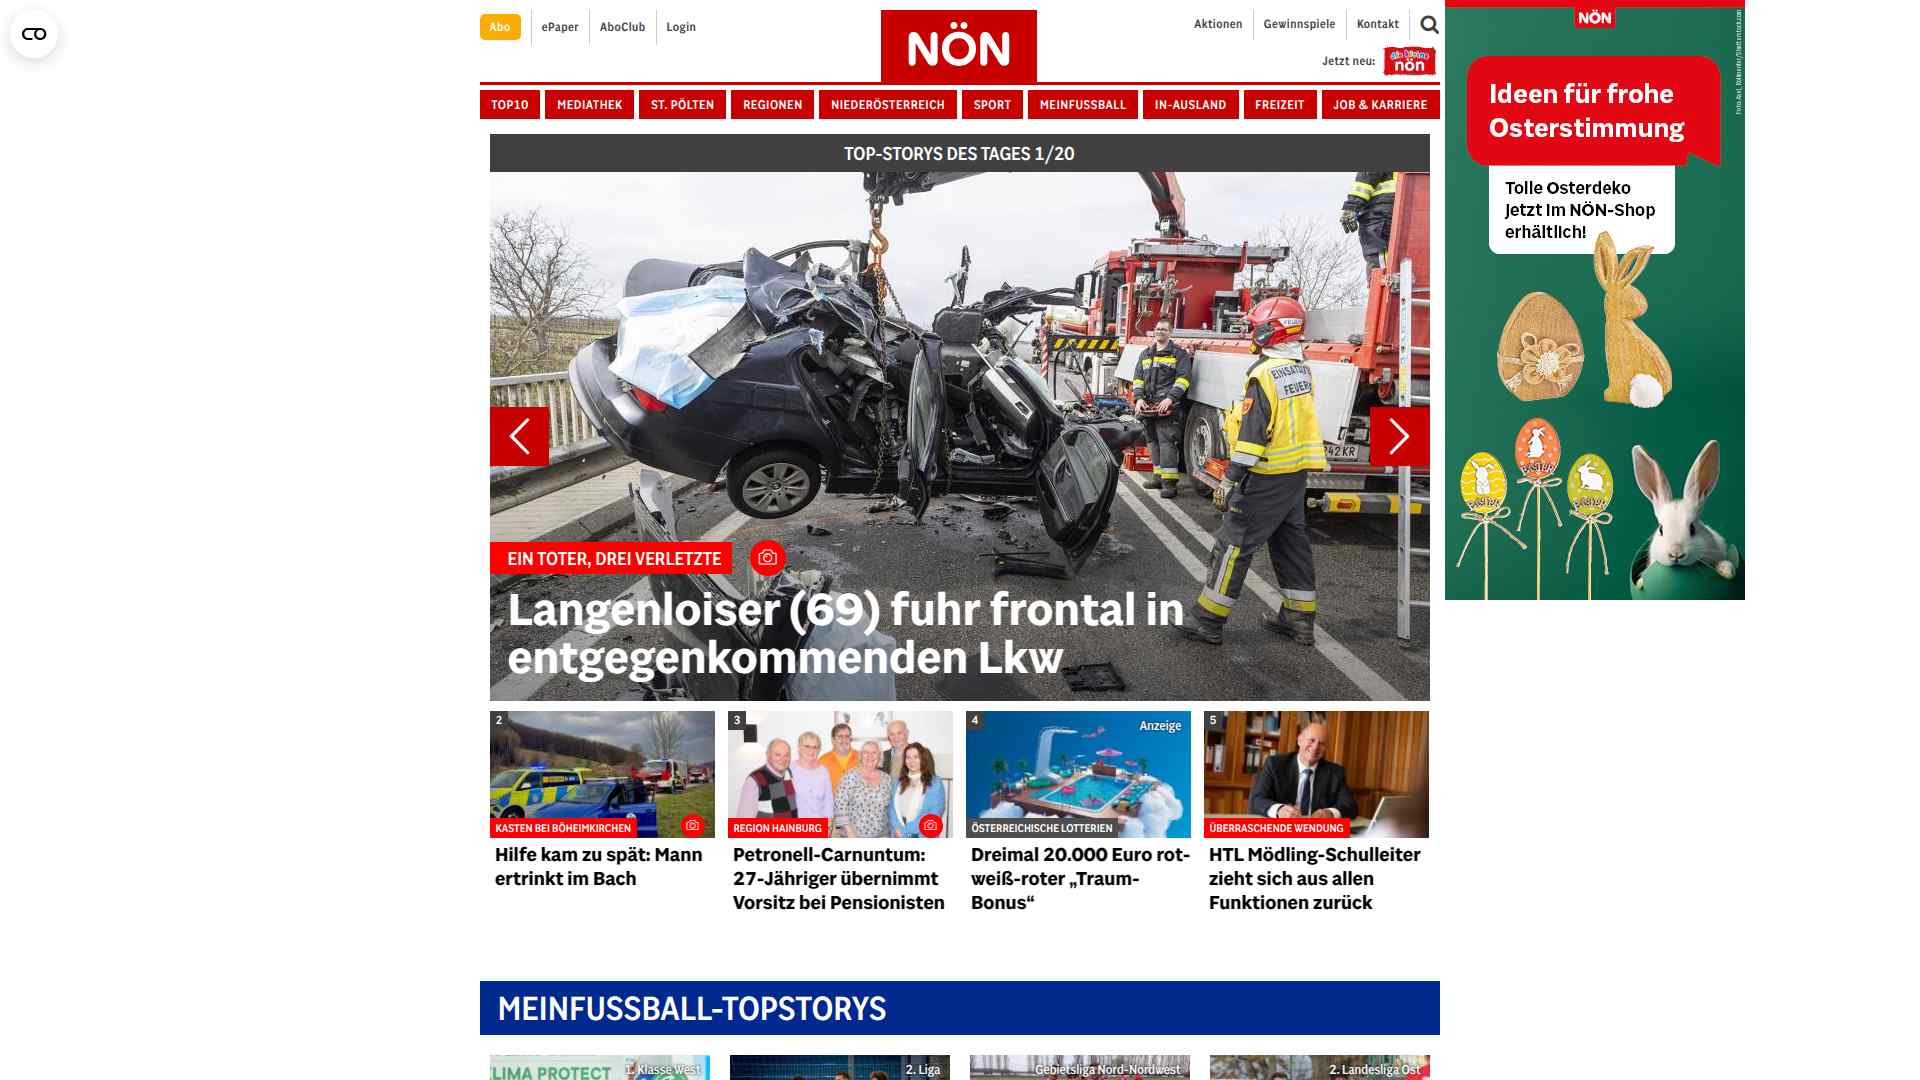 Abo
ePaper
AboClub
Login
NÖN
Aktionen
Gewinnspiele
Kontakt
Jetzt neu:
die kleine
nön
TOP10
MEDIATHEK
ST. PÖLTEN
REGIONEN
NIEDERÖSTERREICH
SPORT
MEINFUSSBALL
IN-AUSLAND
FREIZEIT
JOB & KARRIERE
TOP-STORYS DES TAGES 1/20
EIN TOTER, DREI VERLETZTE
Langenloiser (69) fuhr frontal in
entgegenkommenden Lkw
2
KASTEN BEI BÖHEIMKIRCHEN
Hilfe kam zu spät: Mann
ertrinkt im Bach
3
REGION HAINBURG
Petronell-Carnuntum:
27-Jähriger übernimmt
Vorsitz bei Pensionisten
4
Anzeige
ÖSTERREICHISCHE LOTTERIEN
Dreimal 20.000 Euro rot-
weiß-roter „Traum-
Bonus“
5
ÜBERRASCHENDE WENDUNG
HTL Mödling-Schulleiter
zieht sich aus allen
Funktionen zurück
MEINFUSSBALL-TOPSTORYS
KLIMA PROTECT
1. Klasse West
2. Liga
Gebietsliga Nord-Nordwest
2. Landesliga Ost
NÖN
Ideen für frohe
Osterstimmung
Tolle Osterdeko
jetzt im NÖN-Shop
erhältlich!
EASTER
EASTER
EASTER